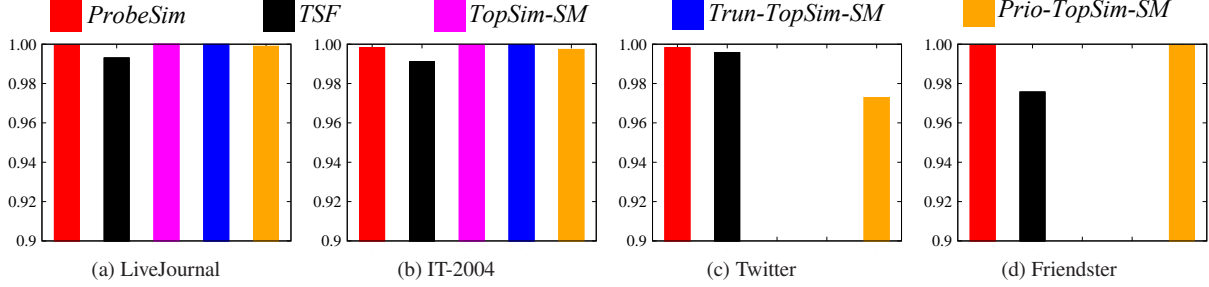 ProbeSim TSF TopSim-SM Trun-TopSim-SM Prio-TopSim-SM
1.00 1.00 1.00 1.00
0.98 0.98 0.98 0.98
0.96 0.96 0.96 0.96
0.94 0.94 0.94 0.94
0.92 0.92 0.92 0.92
0.9 0.9 0.9 0.9
(a) LiveJournal (b) IT-2004 (c) Twitter (d) Friendster